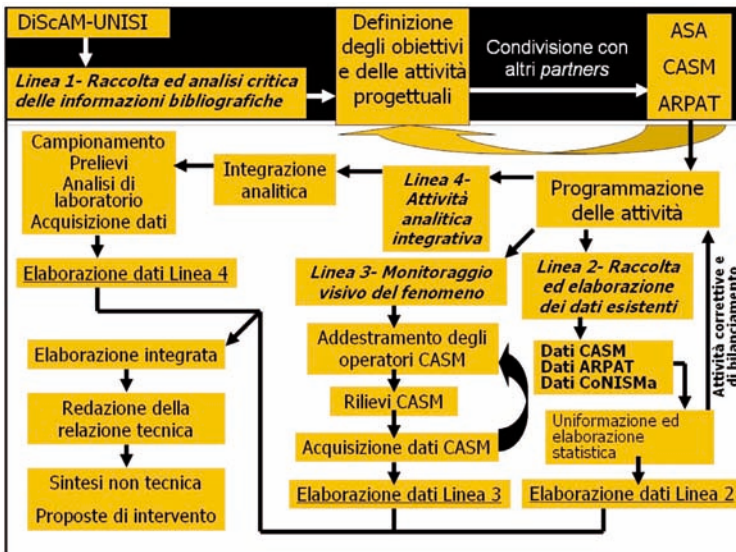 DiScAM-UNISI
Linea 1- Raccolta ed analisi critica
delle informazioni bibliografiche
Definizione
degli obiettivi
e delle attività
progettuali
Condivisione con
altri partners
ASA
CASM
ARPAT
Campionamento
Prelievi
Analisi di
laboratorio
Acquisizione dati
Integrazione
analitica
Linea 4-
Attività
analitica
integrativa
Programmazione
delle attività
Elaborazione dati Linea 4
Linea 3- Monitoraggio
visivo del fenomeno
Linea 2- Raccolta
ed elaborazione
dei dati esistenti
Attività correttive e
di bilanciamento
Elaborazione integrata
Addestramento degli
operatori CASM
Dati CASM
Dati ARPAT
Dati CoNISMa
Redazione della
relazione tecnica
Rilievi CASM
Uniformazione ed
elaborazione
statistica
Acquisizione dati CASM
Sintesi non tecnica
Proposte di intervento
Elaborazione dati Linea 3
Elaborazione dati Linea 2